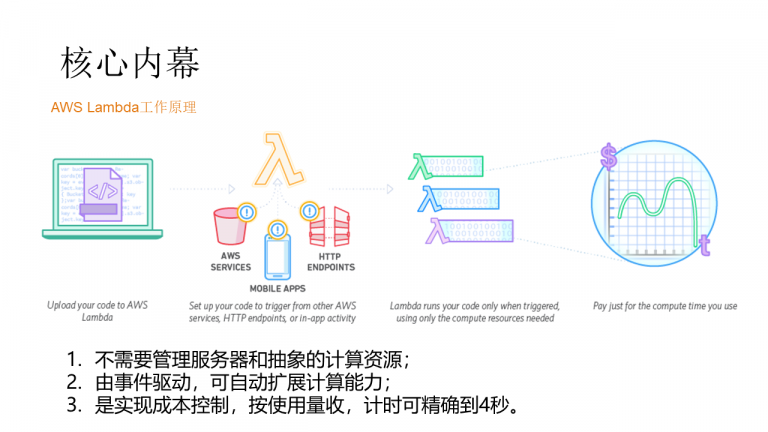 核心内幕
AWS Lambda工作原理
$
AWS
SERVICES
MOBILE APPS
HTTP
ENDPOINTS
t
Upload your code to AWS
Lambda
Set up your code to trigger from other AWS
services, HTTP endpoints, or in-app activity
Lambda runs your code only when triggered,
using only the compute resources needed
Pay just for the compute time you use
1. 不需要管理服务器和抽象的计算资源；
2. 由事件驱动，可自动扩展计算能力；
3. 是实现成本控制，按使用量收，计时可精确到4秒。